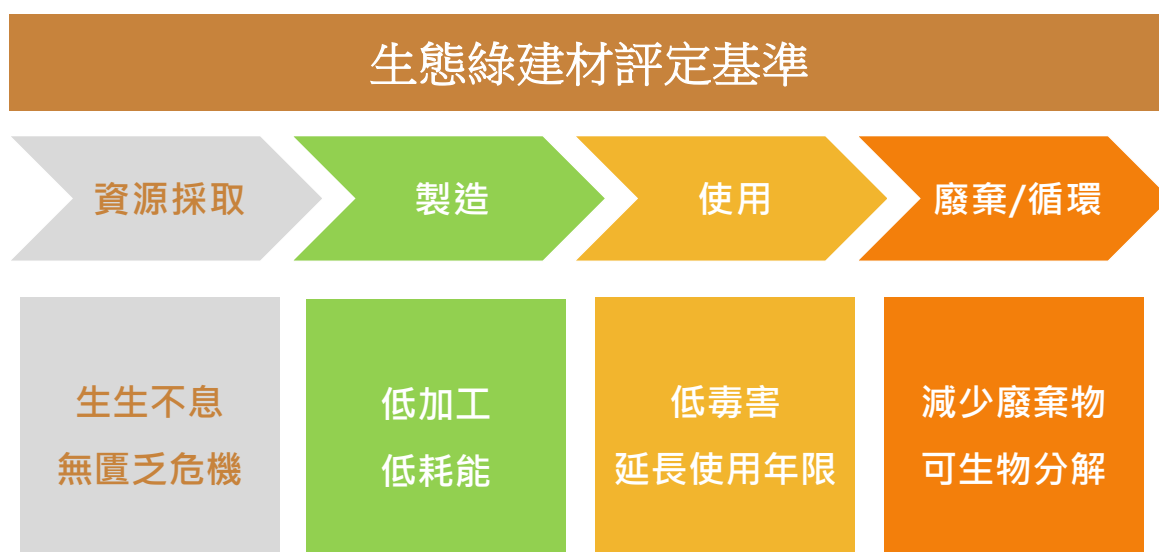 生態綠建材評定基準
資源採取
製造
使用
廢棄/循環
生生不息
無匱乏危機
低加工
低耗能
低毒害
延長使用年限
減少廢棄物
可生物分解